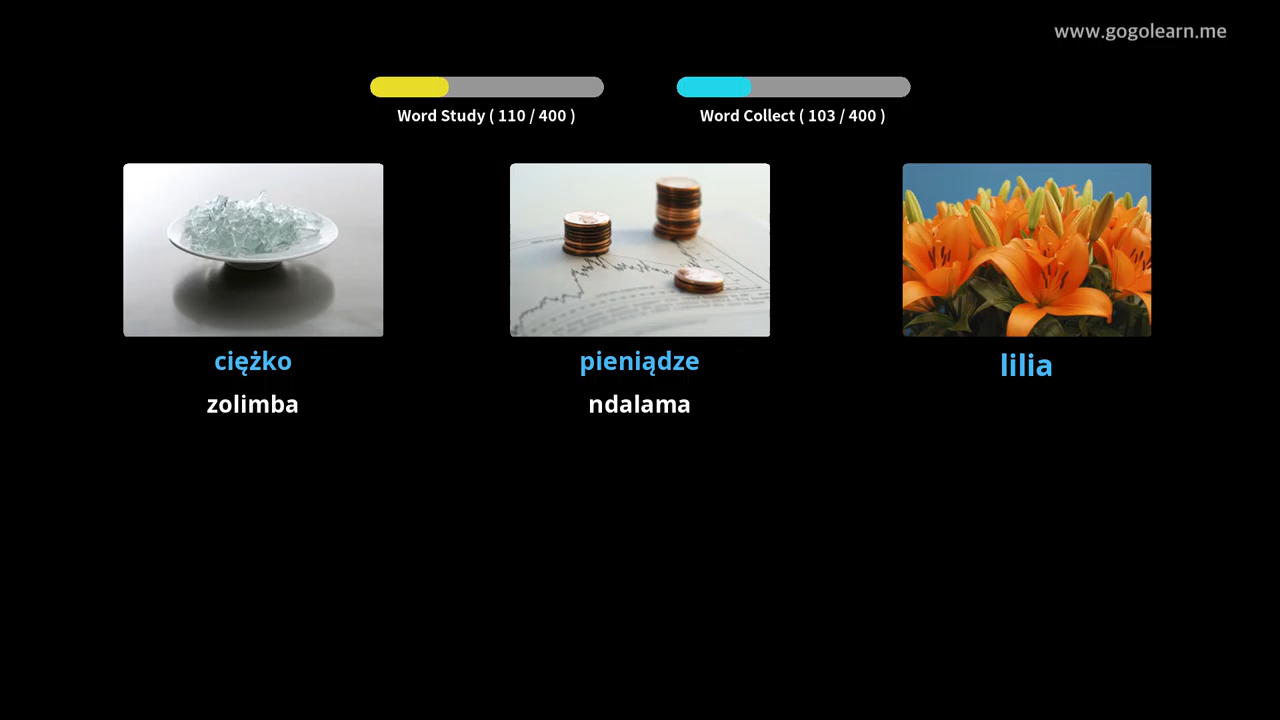 www.gogolearn.me
Word Study ( 110 / 400 )
Word Collect ( 103 / 400 )
ciężko
pieniądze
lilia
zolimba
ndalama